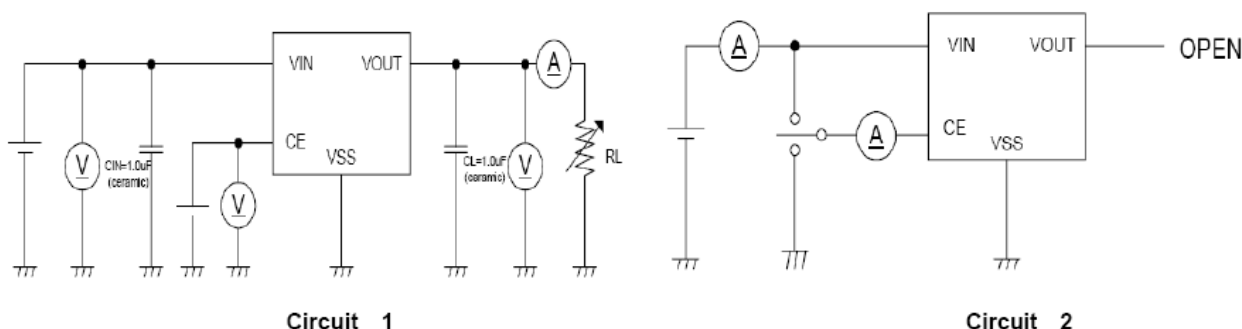 VIN
VOUT
A
CE
VSS
V
CIN=1.0uF
(ceramic)
V
CL=1.0uF
(ceramic)
V
RL
Circuit 1
A
VIN
VOUT
OPEN
A
CE
VSS
Circuit 2